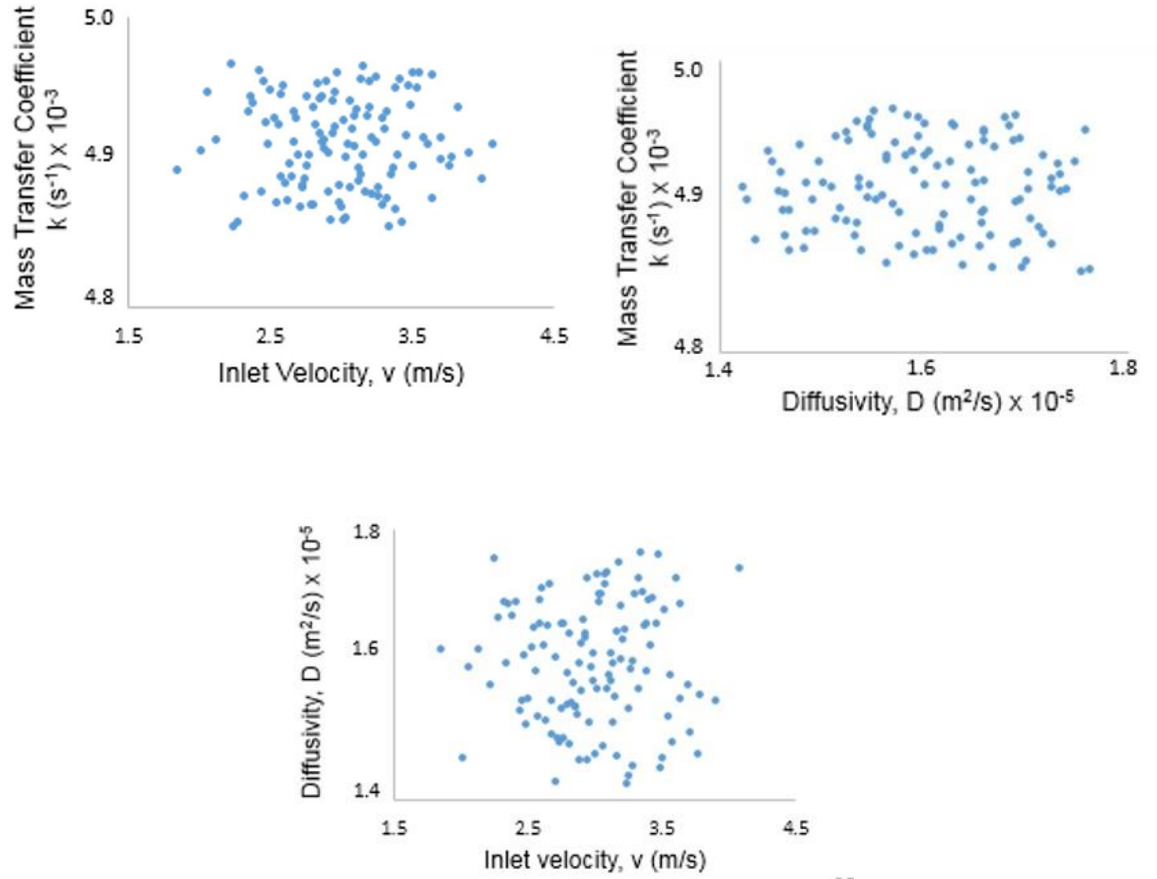 Mass Transfer Coefficient
k (s⁻¹) x 10⁻³
5.0
4.9
4.8
1.5 2.5 3.5 4.5
Inlet Velocity, v (m/s)
Mass Transfer Coefficient
k (s⁻¹) x 10⁻³
5.0
4.9
4.8
1.4 1.6 1.8
Diffusivity, D (m²/s) x 10⁻⁵
Diffusivity, D (m²/s) x 10⁻⁵
1.8
1.6
1.4
1.5 2.5 3.5 4.5
Inlet velocity, v (m/s)